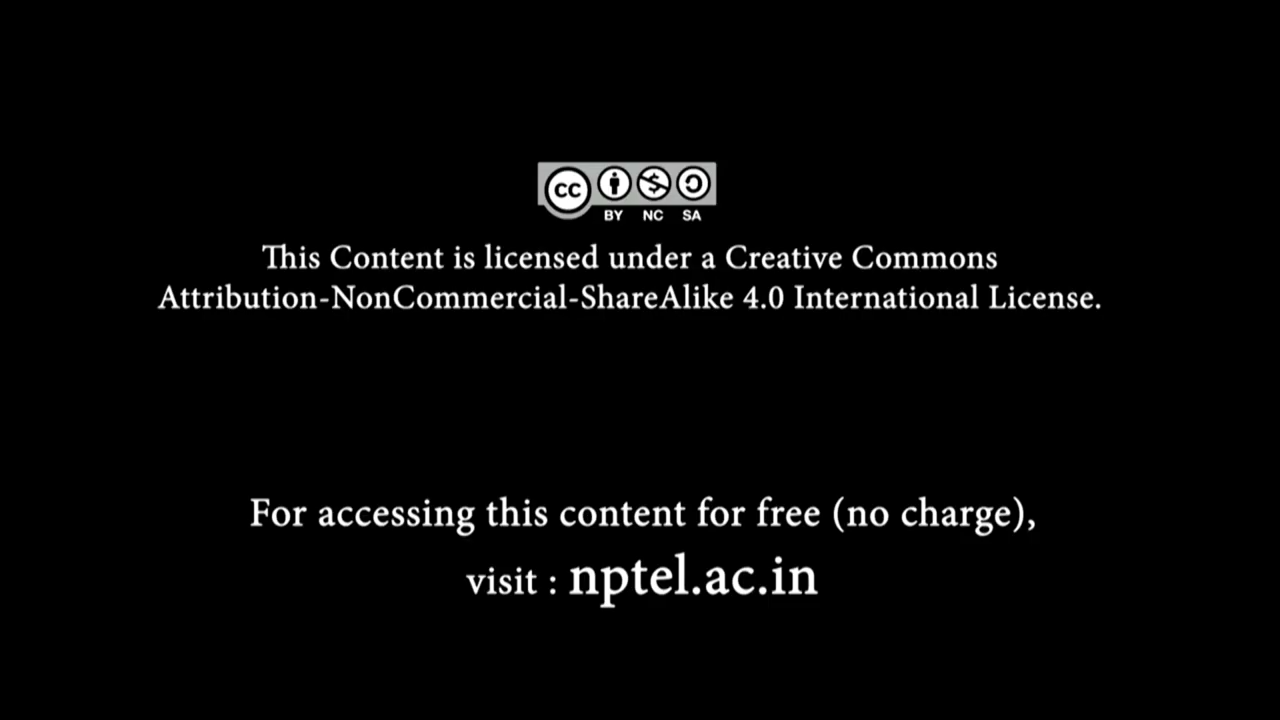 cc
BY NC SA
This Content is licensed under a Creative Commons
Attribution-NonCommercial-ShareAlike 4.0 International License.
For accessing this content for free (no charge),
visit : nptel.ac.in